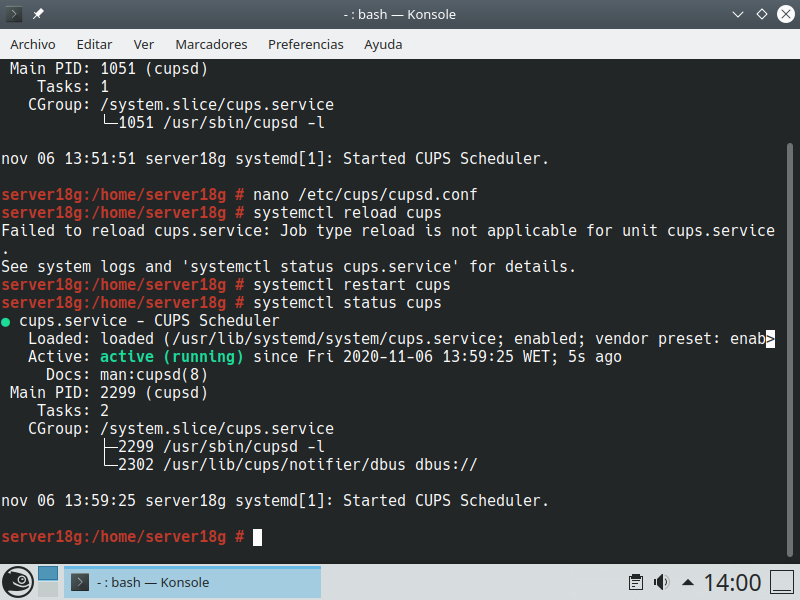 - : bash — Konsole
Archivo Editar Ver Marcadores Preferencias Ayuda
Main PID: 1051 (cupsd)
Tasks: 1
CGroup: /system.slice/cups.service
└─1051 /usr/sbin/cupsd -l
nov 06 13:51:51 server18g systemd[1]: Started CUPS Scheduler.
server18g:/home/server18g # nano /etc/cups/cupsd.conf
server18g:/home/server18g # systemctl reload cups
Failed to reload cups.service: Job type reload is not applicable for unit cups.service
.
See system logs and 'systemctl status cups.service' for details.
server18g:/home/server18g # systemctl restart cups
server18g:/home/server18g # systemctl status cups
● cups.service - CUPS Scheduler
Loaded: loaded (/usr/lib/systemd/system/cups.service; enabled; vendor preset: enab>
Active: active (running) since Fri 2020-11-06 13:59:25 WET; 5s ago
Docs: man:cupsd(8)
Main PID: 2299 (cupsd)
Tasks: 2
CGroup: /system.slice/cups.service
├─2299 /usr/sbin/cupsd -l
└─2302 /usr/lib/cups/notifier/dbus dbus://
nov 06 13:59:25 server18g systemd[1]: Started CUPS Scheduler.
server18g:/home/server18g #
- : bash — Konsole
14:00